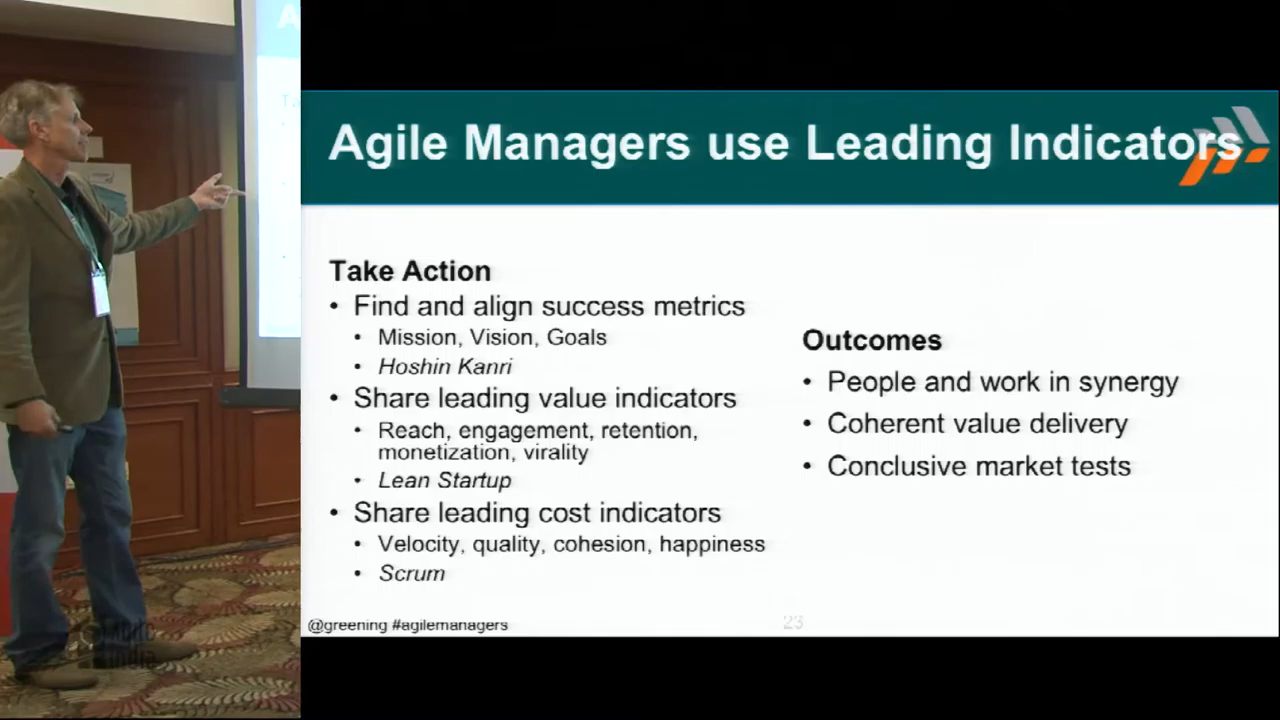 Agile Managers use Leading Indicators
Take Action
• Find and align success metrics
• Mission, Vision, Goals
• Hoshin Kanri
• Share leading value indicators
• Reach, engagement, retention,
monetization, virality
• Lean Startup
• Share leading cost indicators
• Velocity, quality, cohesion, happiness
• Scrum
Outcomes
• People and work in synergy
• Coherent value delivery
• Conclusive market tests
@greening #agilemanagers
23
Agile
India